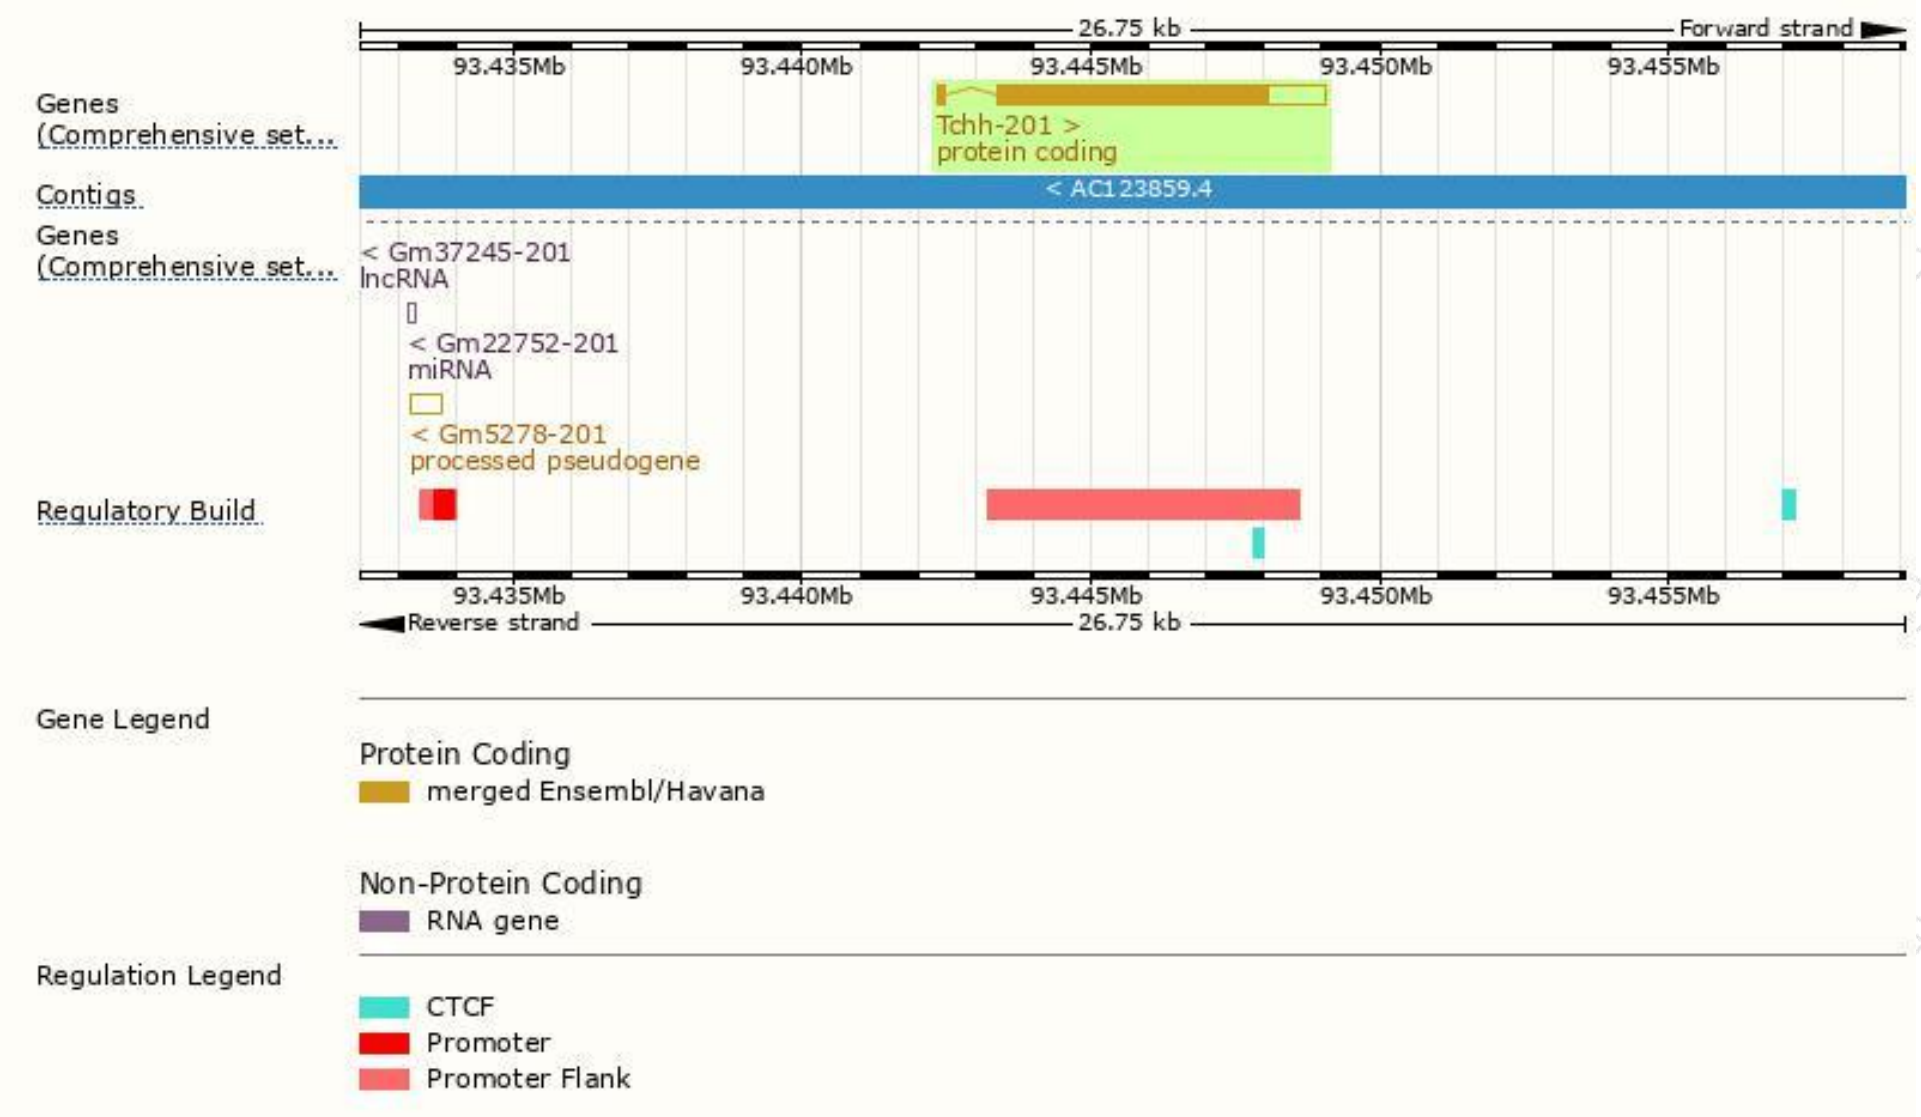 26.75 kb Forward strand
93.435Mb 93.440Mb 93.445Mb 93.450Mb 93.455Mb
Genes
(Comprehensive set...
Tchh-201 >
protein coding
Contigs
< AC123859.4
Genes
(Comprehensive set...
< Gm37245-201
lncRNA
< Gm22752-201
miRNA
< Gm5278-201
processed pseudogene
Regulatory Build
93.435Mb 93.440Mb 93.445Mb 93.450Mb 93.455Mb
Reverse strand 26.75 kb
Gene Legend
Protein Coding
merged Ensembl/Havana
Non-Protein Coding
RNA gene
Regulation Legend
CTCF
Promoter
Promoter Flank